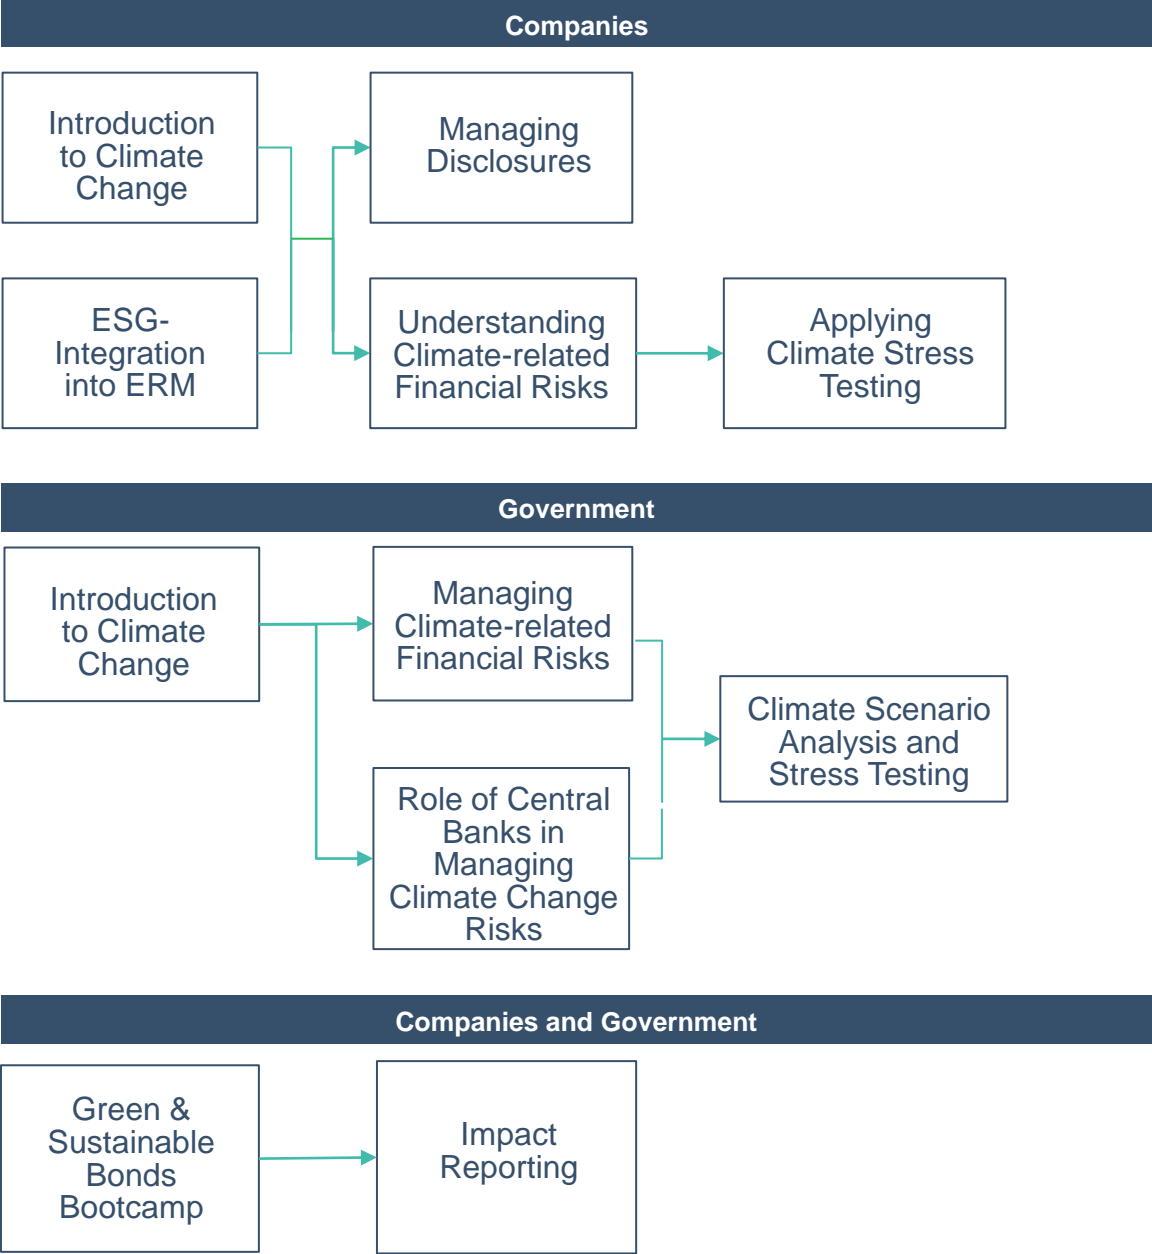 Companies
Introduction
to Climate
Change
Managing
Disclosures
ESG-
Integration
into ERM
Understanding
Climate-related
Financial Risks
Applying
Climate Stress
Testing
Government
Introduction
to Climate
Change
Managing
Climate-related
Financial Risks
Role of Central
Banks in
Managing
Climate Change
Risks
Climate Scenario
Analysis and
Stress Testing
Companies and Government
Green &
Sustainable
Bonds
Bootcamp
Impact
Reporting